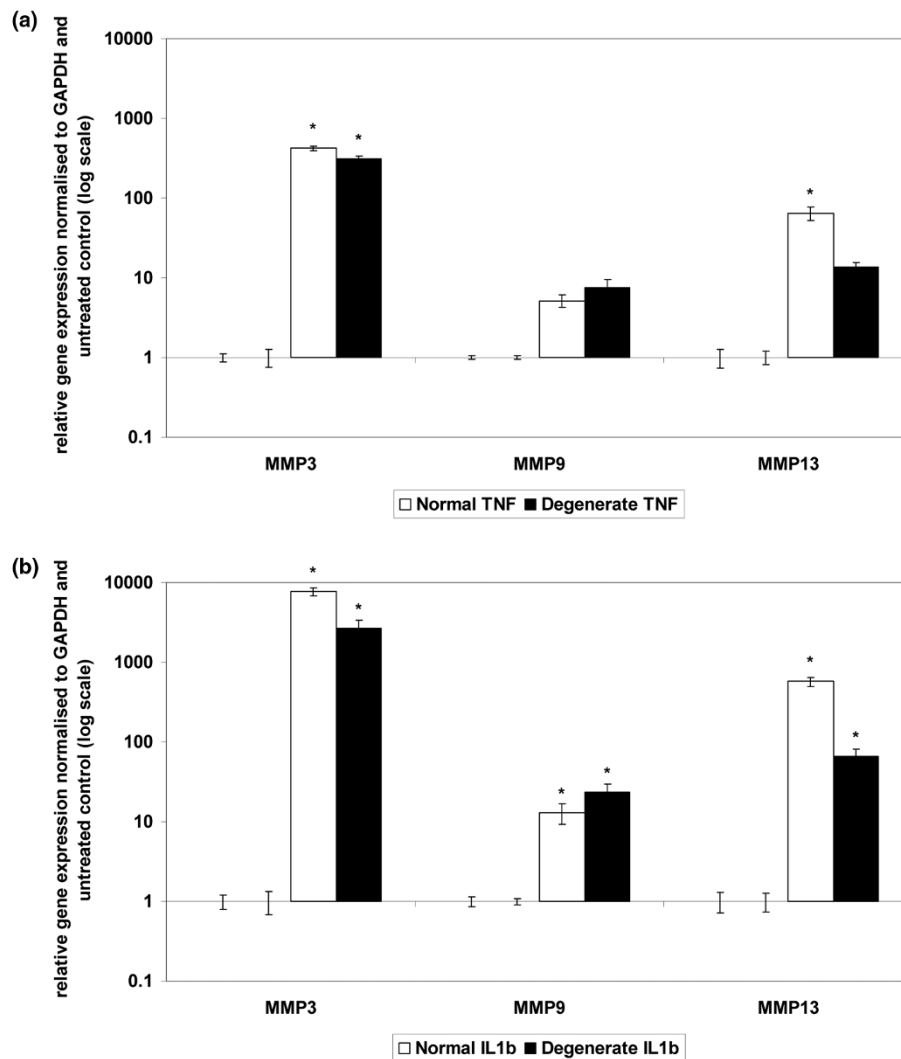 (a)
relative gene expression normalised to GAPDH and
untreated control (log scale)
10000
1000
100
10
1
0.1
* * *
MMP3 MMP9 MMP13
Normal TNF Degenerate TNF
(b)
relative gene expression normalised to GAPDH and
untreated control (log scale)
10000
1000
100
10
1
0.1
* * * * * *
MMP3 MMP9 MMP13
Normal IL1b Degenerate IL1b